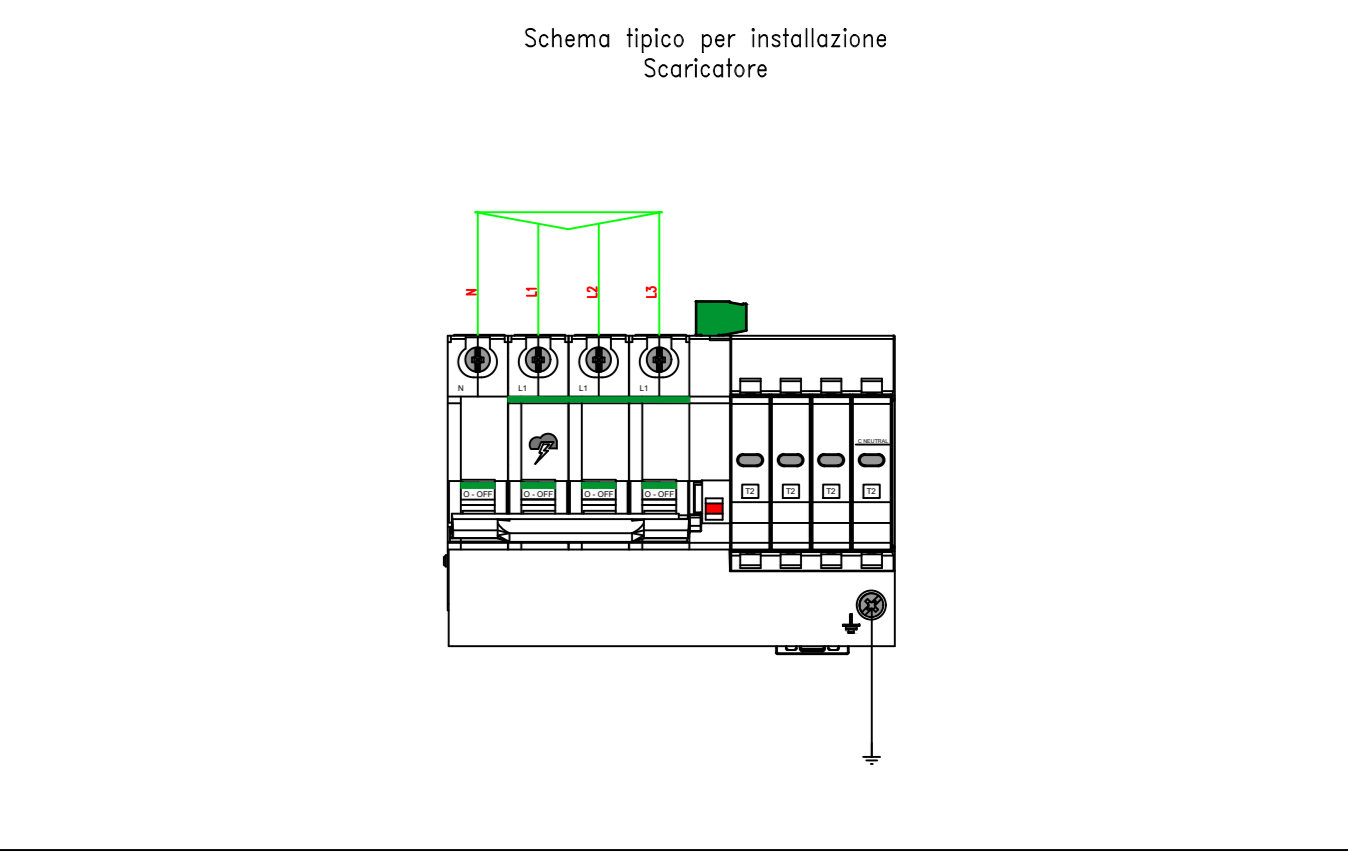 Schema tipico per installazione
Scaricatore
N L1 L2 L3
N L1 L1 L1
C NEUTRAL
O - OFF O - OFF O - OFF O - OFF
T2 T2 T2 T2